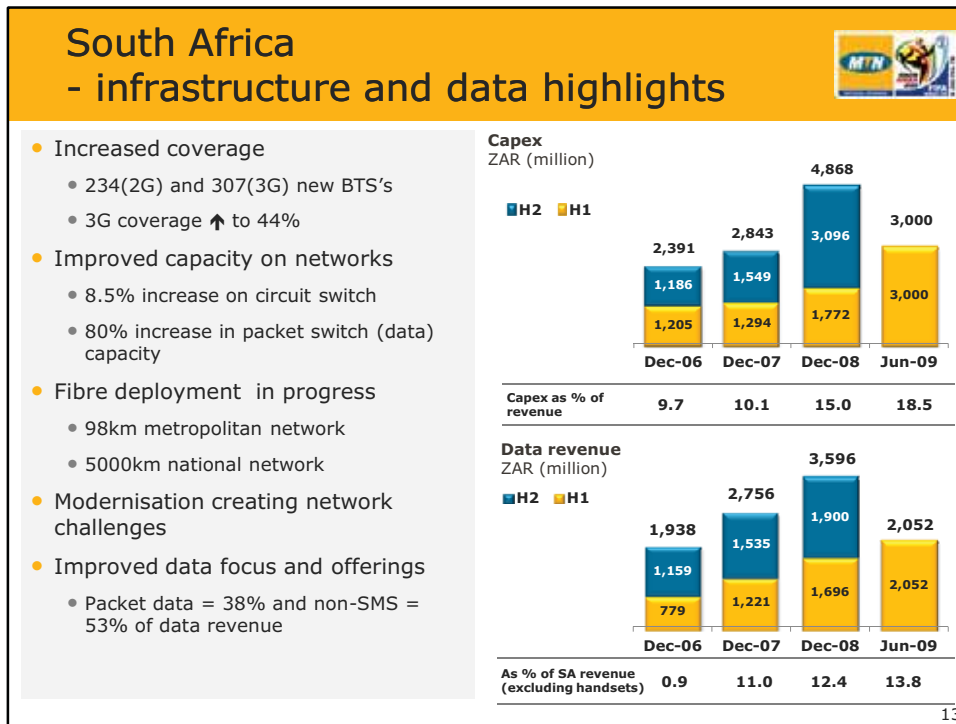 South Africa
- infrastructure and data highlights
MTN
• Increased coverage
• 234(2G) and 307(3G) new BTS's
• 3G coverage ↑ to 44%
• Improved capacity on networks
• 8.5% increase on circuit switch
• 80% increase in packet switch (data)
capacity
• Fibre deployment in progress
• 98km metropolitan network
• 5000km national network
• Modernisation creating network
challenges
• Improved data focus and offerings
• Packet data = 38% and non-SMS =
53% of data revenue
Capex
ZAR (million)
H2 H1
4,868
2,391 2,843 3,000
1,186 1,549 3,096
1,205 1,294 1,772 3,000
Dec-06 Dec-07 Dec-08 Jun-09
Capex as % of
revenue 9.7 10.1 15.0 18.5
Data revenue
ZAR (million)
H2 H1
3,596
1,938 2,756 2,052
1,159 1,535 1,900
779 1,221 1,696 2,052
Dec-06 Dec-07 Dec-08 Jun-09
As % of SA revenue
(excluding handsets) 0.9 11.0 12.4 13.8
13